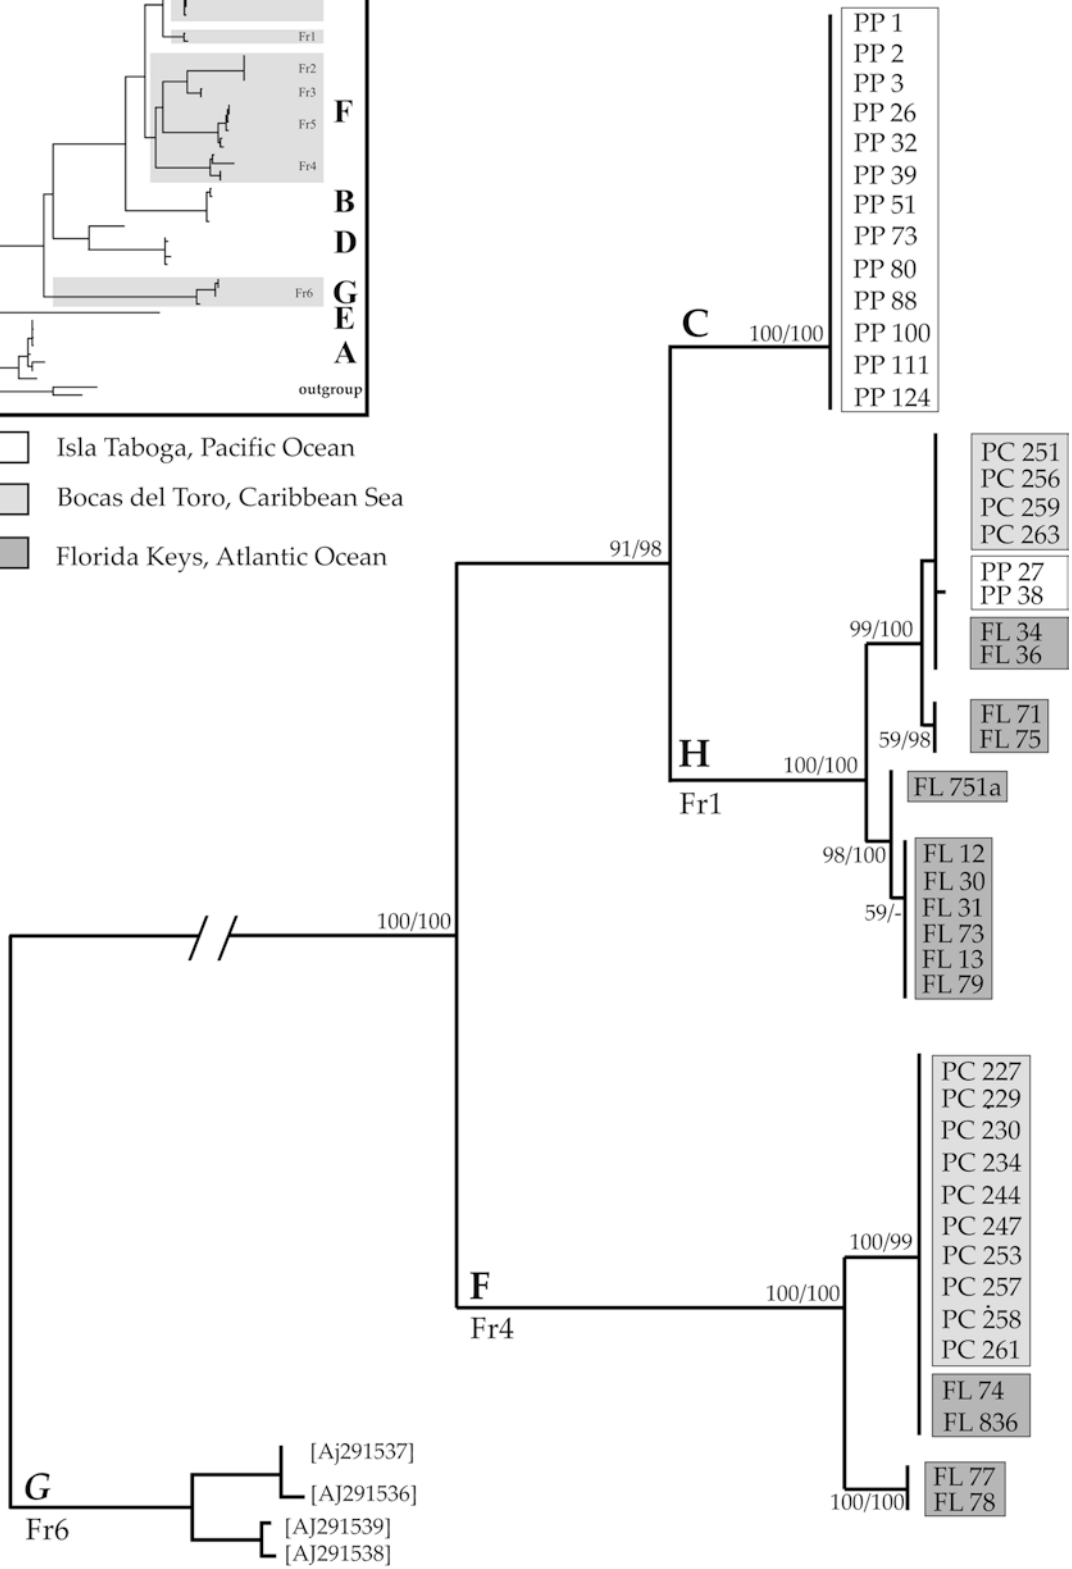 Fr1
Fr2
Fr3
F
Fr5
Fr4
B
D
Fr6
G
E
A
outgroup
Isla Taboga, Pacific Ocean
Bocas del Toro, Caribbean Sea
Florida Keys, Atlantic Ocean
PP 1
PP 2
PP 3
PP 26
PP 32
PP 39
PP 51
PP 73
PP 80
PP 88
C
100/100
PP 100
PP 111
PP 124
PC 251
PC 256
PC 259
PC 263
91/98
PP 27
PP 38
99/100
FL 34
FL 36
FL 71
FL 75
59/98
H
100/100
Fr1
FL 751a
98/100
FL 12
FL 30
59/-
FL 31
FL 73
FL 13
FL 79
100/100
PC 227
PC 229
PC 230
PC 234
PC 244
PC 247
100/99
PC 253
PC 257
PC 258
PC 261
F
100/100
Fr4
FL 74
FL 836
FL 77
FL 78
100/100
G
Fr6
[Aj291537]
[AJ291536]
[AJ291539]
[AJ291538]